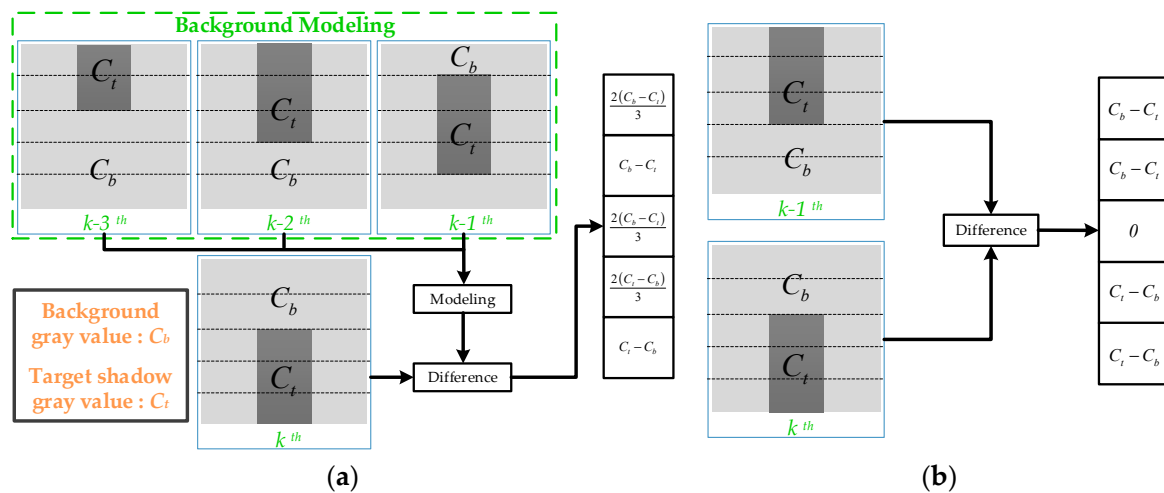 Background Modeling
C_t
C_b
k-3 th
C_t
C_b
k-2 th
C_b
C_t
k-1 th
Background
gray value : C_b
Target shadow
gray value : C_t
C_b
C_t
k th
Modeling
Difference
2(C_b − C_t)/3
C_b − C_t
2(C_b − C_t)/3
2(C_t − C_b)/3
C_t − C_b
(a)
C_t
C_b
k-1 th
C_b
C_t
k th
Difference
C_b − C_t
C_b − C_t
0
C_t − C_b
C_t − C_b
(b)